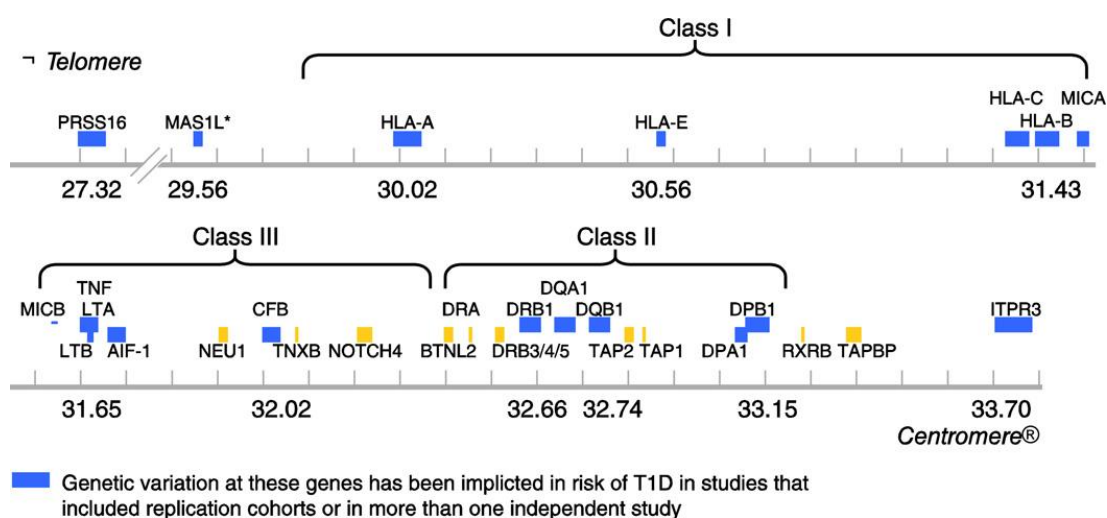 Class I
¬ Telomere
HLA-C MICA
PRSS16 MAS1L* HLA-A HLA-E HLA-B
27.32 29.56 30.02 30.56 31.43
Class III Class II
TNF DQA1
MICB LTA CFB DRA DRB1 DQB1 DPB1 ITPR3
LTB AIF-1 NEU1 TNXB NOTCH4 BTNL2 DRB3/4/5 TAP2 TAP1 DPA1 RXRB TAPBP
31.65 32.02 32.66 32.74 33.15 33.70
Centromere®
Genetic variation at these genes has been implicted in risk of T1D in studies that
included replication cohorts or in more than one independent study